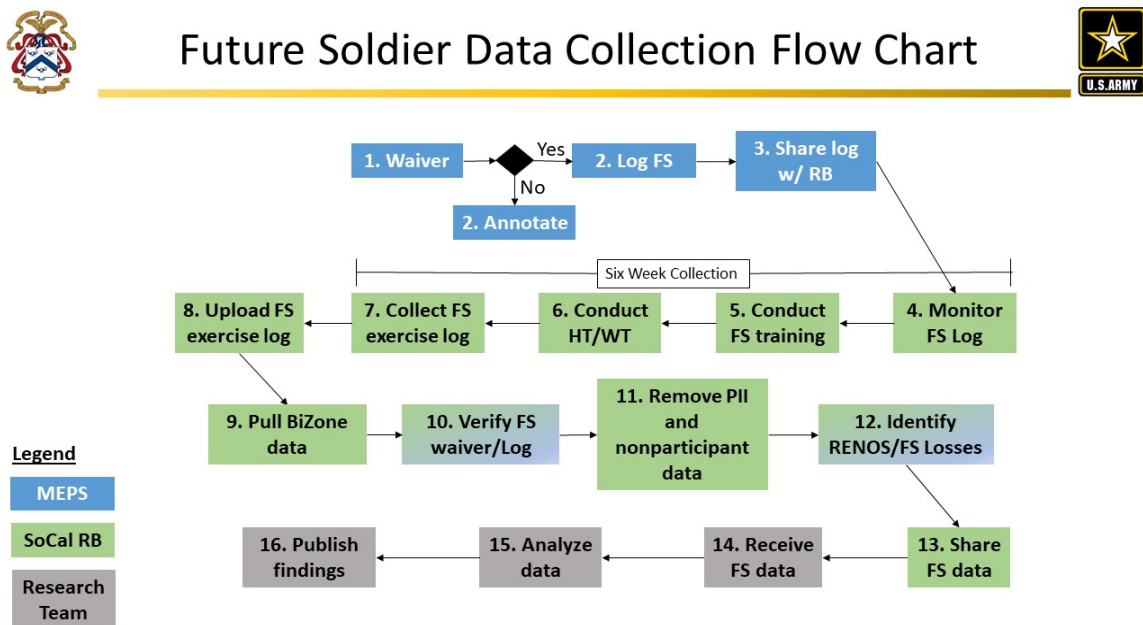 Future Soldier Data Collection Flow Chart
U.S.ARMY
1. Waiver
Yes
No
2. Log FS
3. Share log
w/ RB
2. Annotate
Six Week Collection
8. Upload FS
exercise log
7. Collect FS
exercise log
6. Conduct
HT/WT
5. Conduct
FS training
4. Monitor
FS Log
9. Pull BiZone
data
10. Verify FS
waiver/Log
11. Remove PII
and
nonparticipant
data
12. Identify
RENOS/FS Losses
Legend
MEPS
SoCal RB
Research
Team
16. Publish
findings
15. Analyze
data
14. Receive
FS data
13. Share
FS data